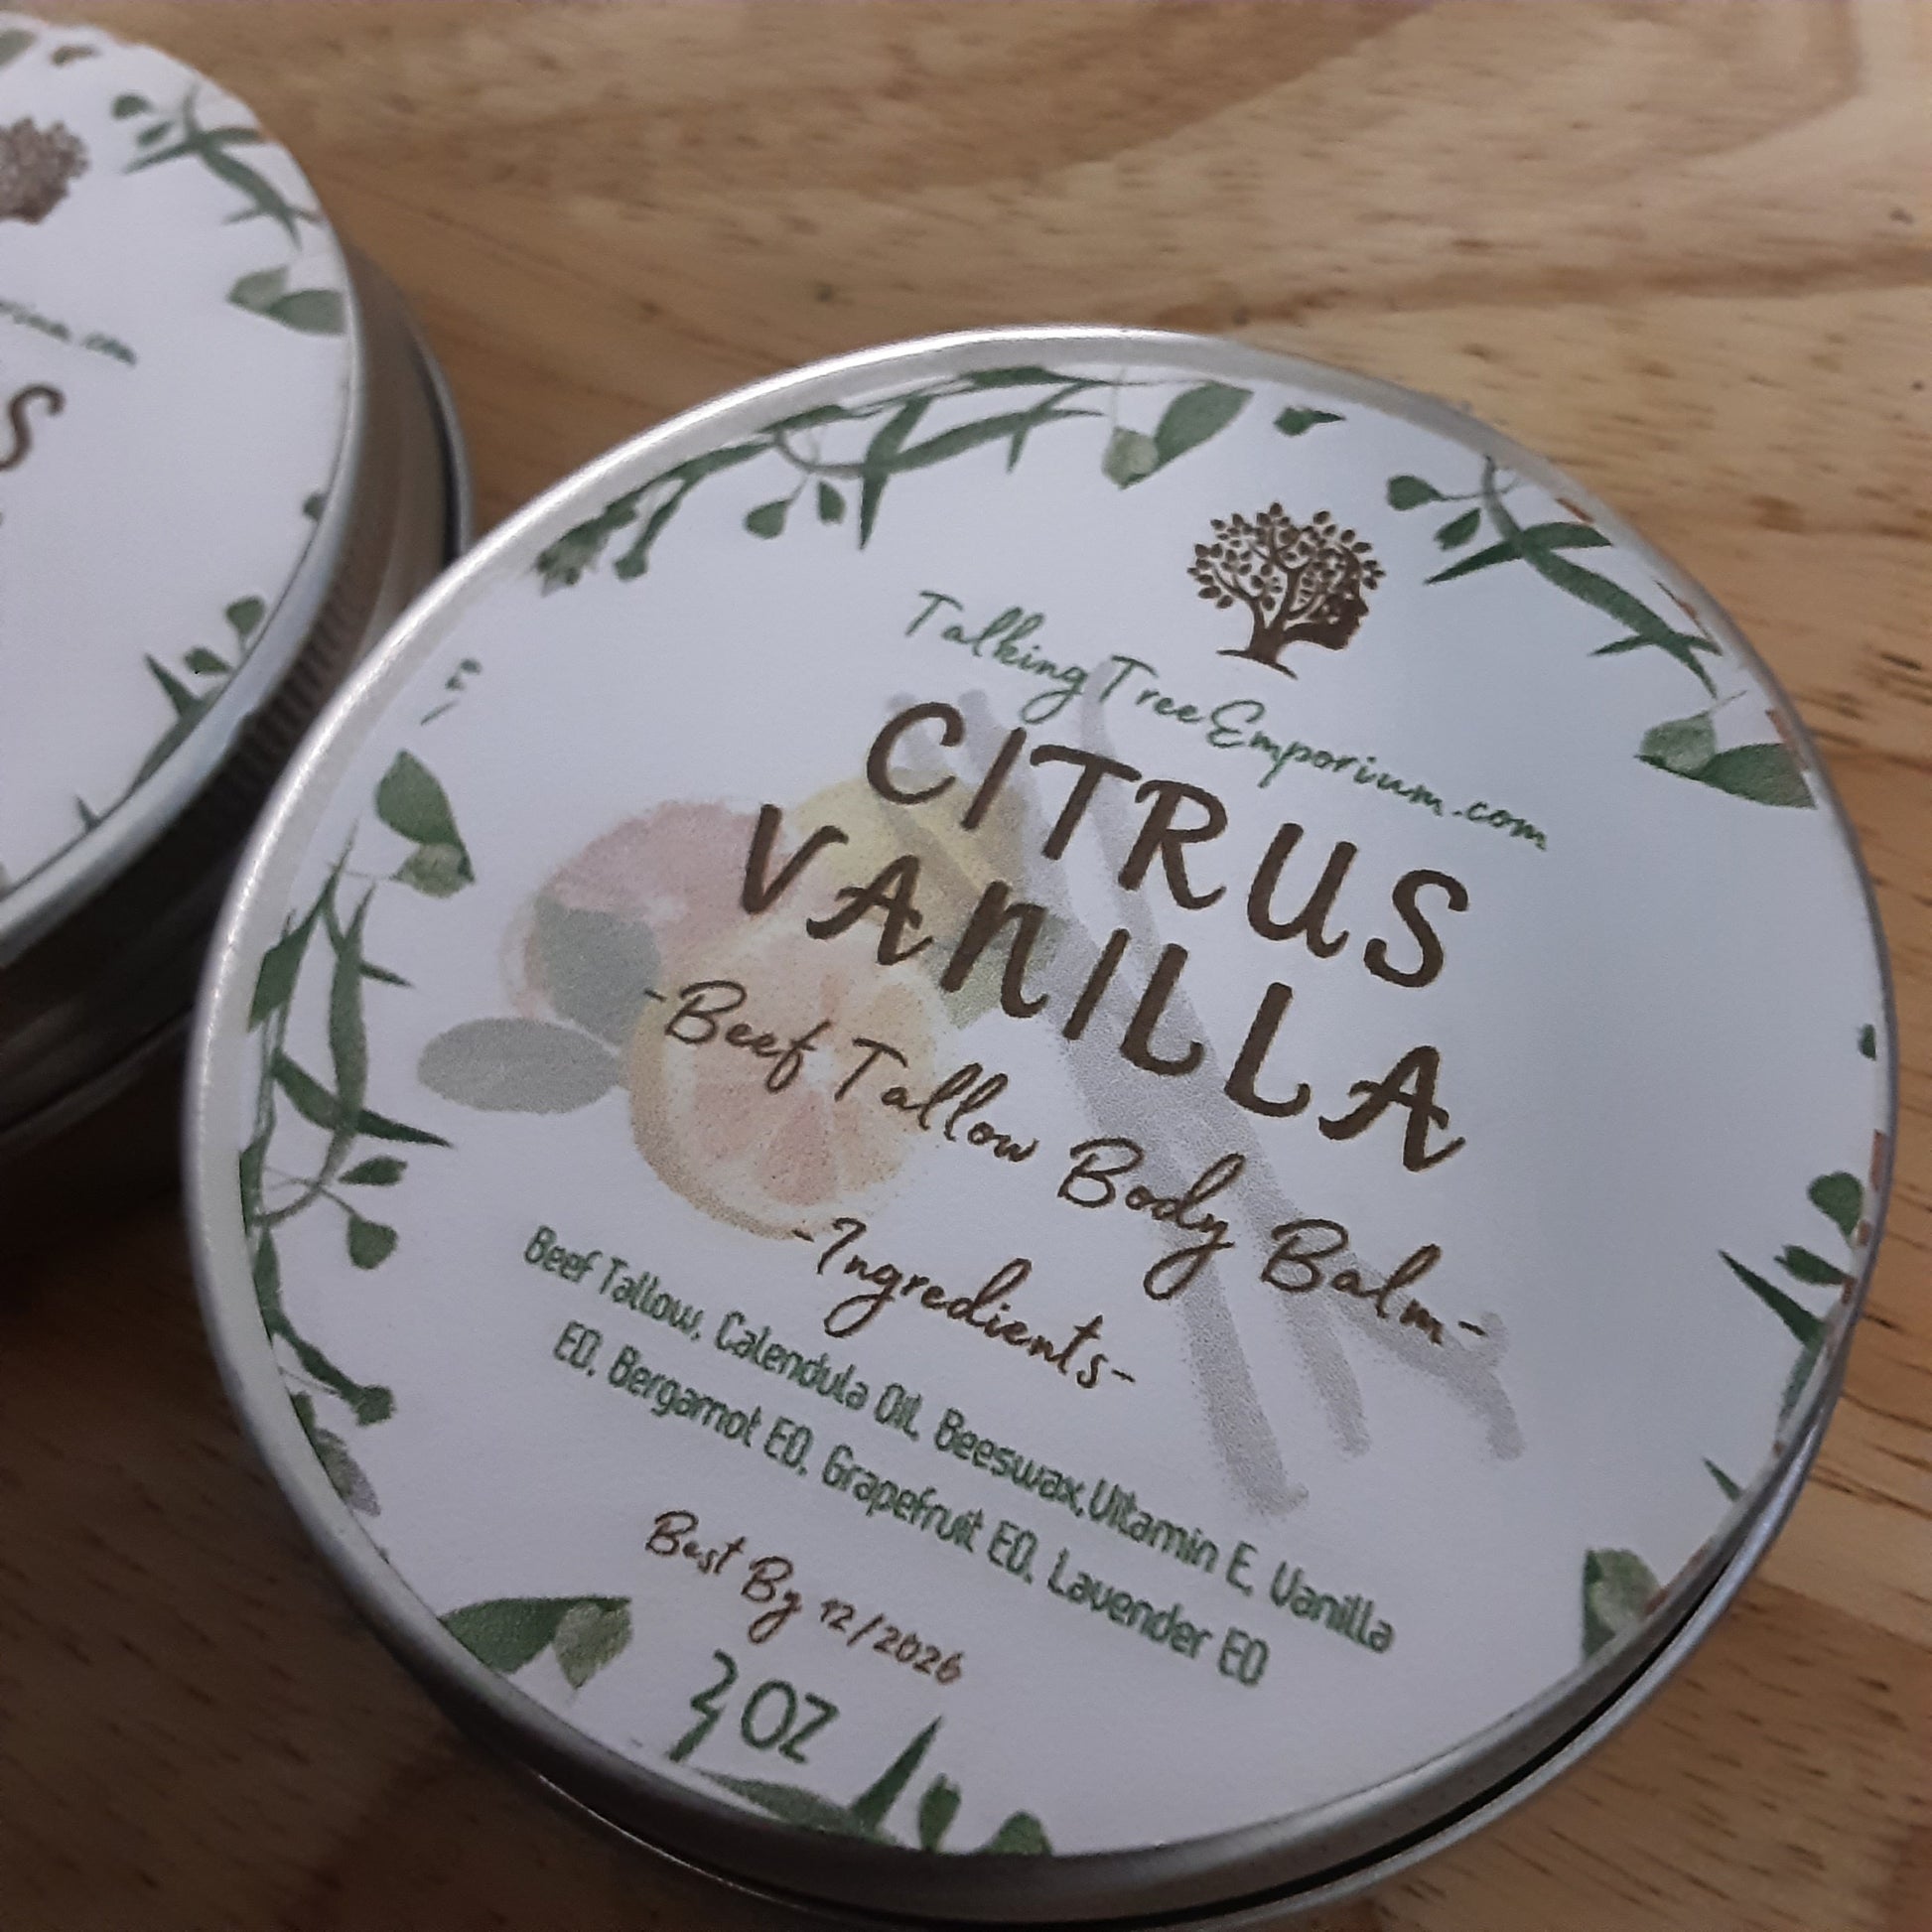 TalkingTreeEmporium.com
CITRUS
VANILLA
-Beef Tallow Body Balm-
-Ingredients-
Beef Tallow, Calendula Oil, Beeswax, Vitamin E, Vanilla
EO, Bergamot EO, Grapefruit EO, Lavender EO
Best By 12/2026
OZ